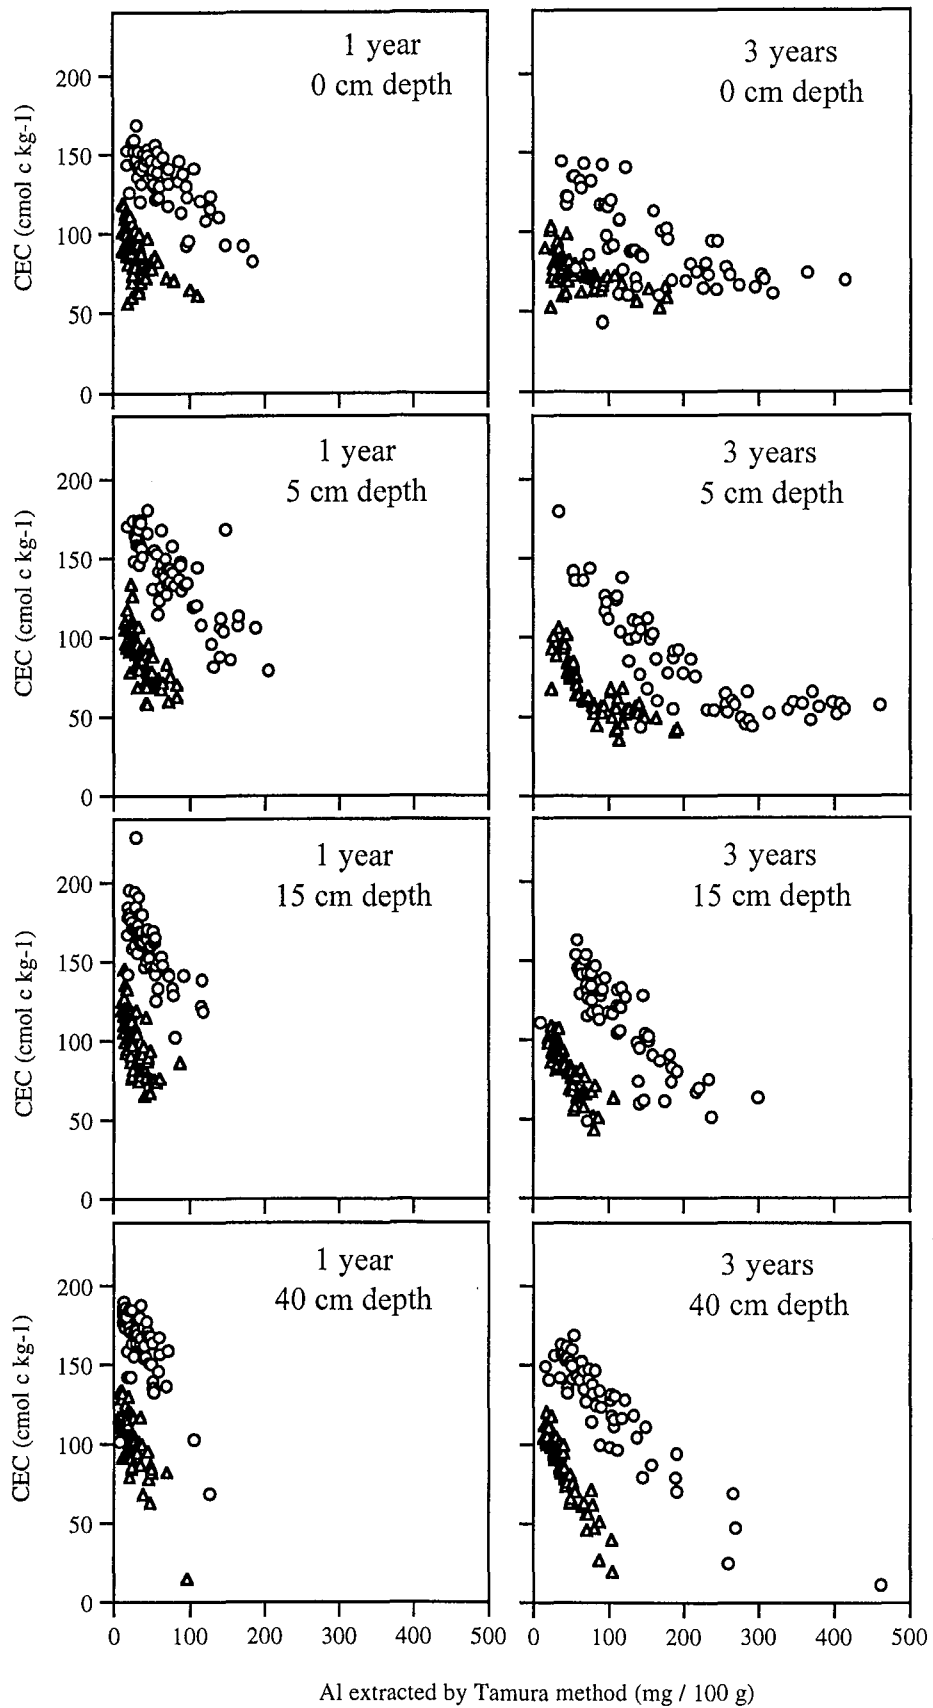 1 year
0 cm depth
3 years
0 cm depth
CEC (cmol c kg-1)
200
150
100
50
0
1 year
5 cm depth
3 years
5 cm depth
CEC (cmol c kg-1)
200
150
100
50
0
1 year
15 cm depth
3 years
15 cm depth
CEC (cmol c kg-1)
200
150
100
50
0
1 year
40 cm depth
3 years
40 cm depth
CEC (cmol c kg-1)
200
150
100
50
0
0 100 200 300 400 500
0 100 200 300 400 500
Al extracted by Tamura method (mg / 100 g)